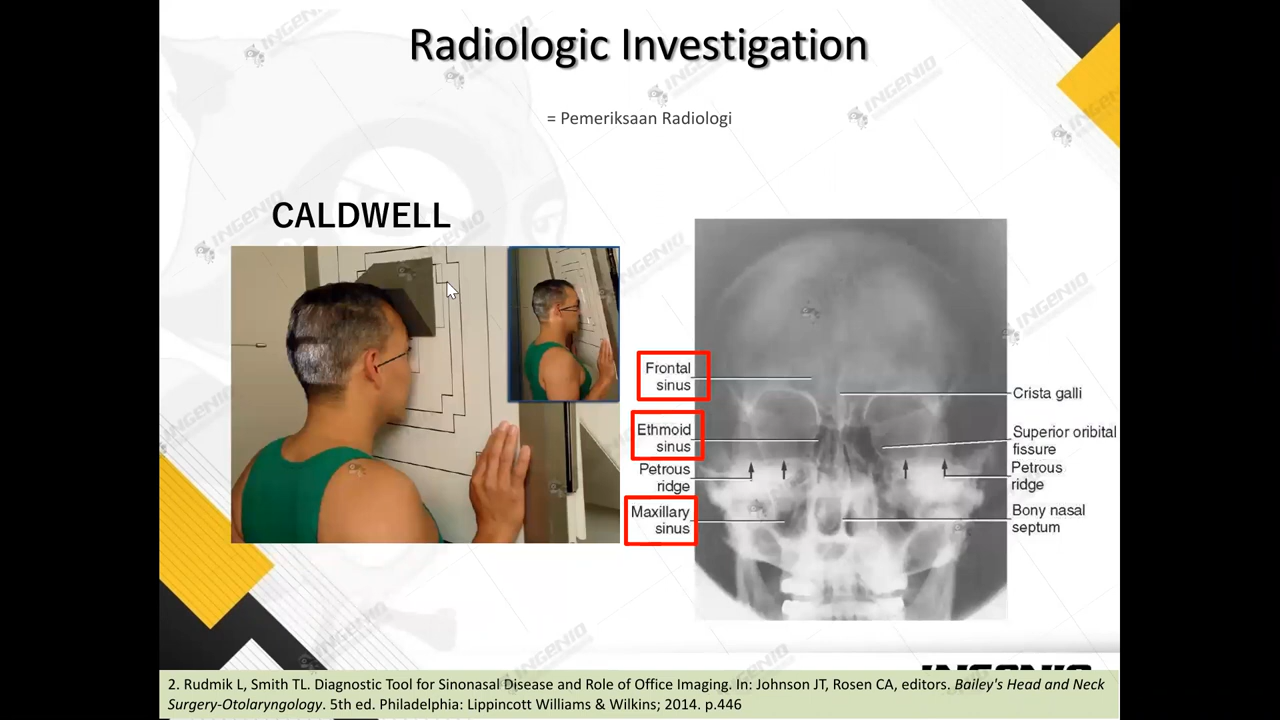 Radiologic Investigation
= Pemeriksaan Radiologi
CALDWELL
Frontal
sinus
Ethmoid
sinus
Petrous
ridge
Maxillary
sinus
Crista galli
Superior orbital
fissure
Petrous
ridge
Bony nasal
septum
INGENIO
2. Rudmik L, Smith TL. Diagnostic Tool for Sinonasal Disease and Role of Office Imaging. In: Johnson JT, Rosen CA, editors. Bailey's Head and Neck
Surgery-Otolaryngology. 5th ed. Philadelphia: Lippincott Williams & Wilkins; 2014. p.446